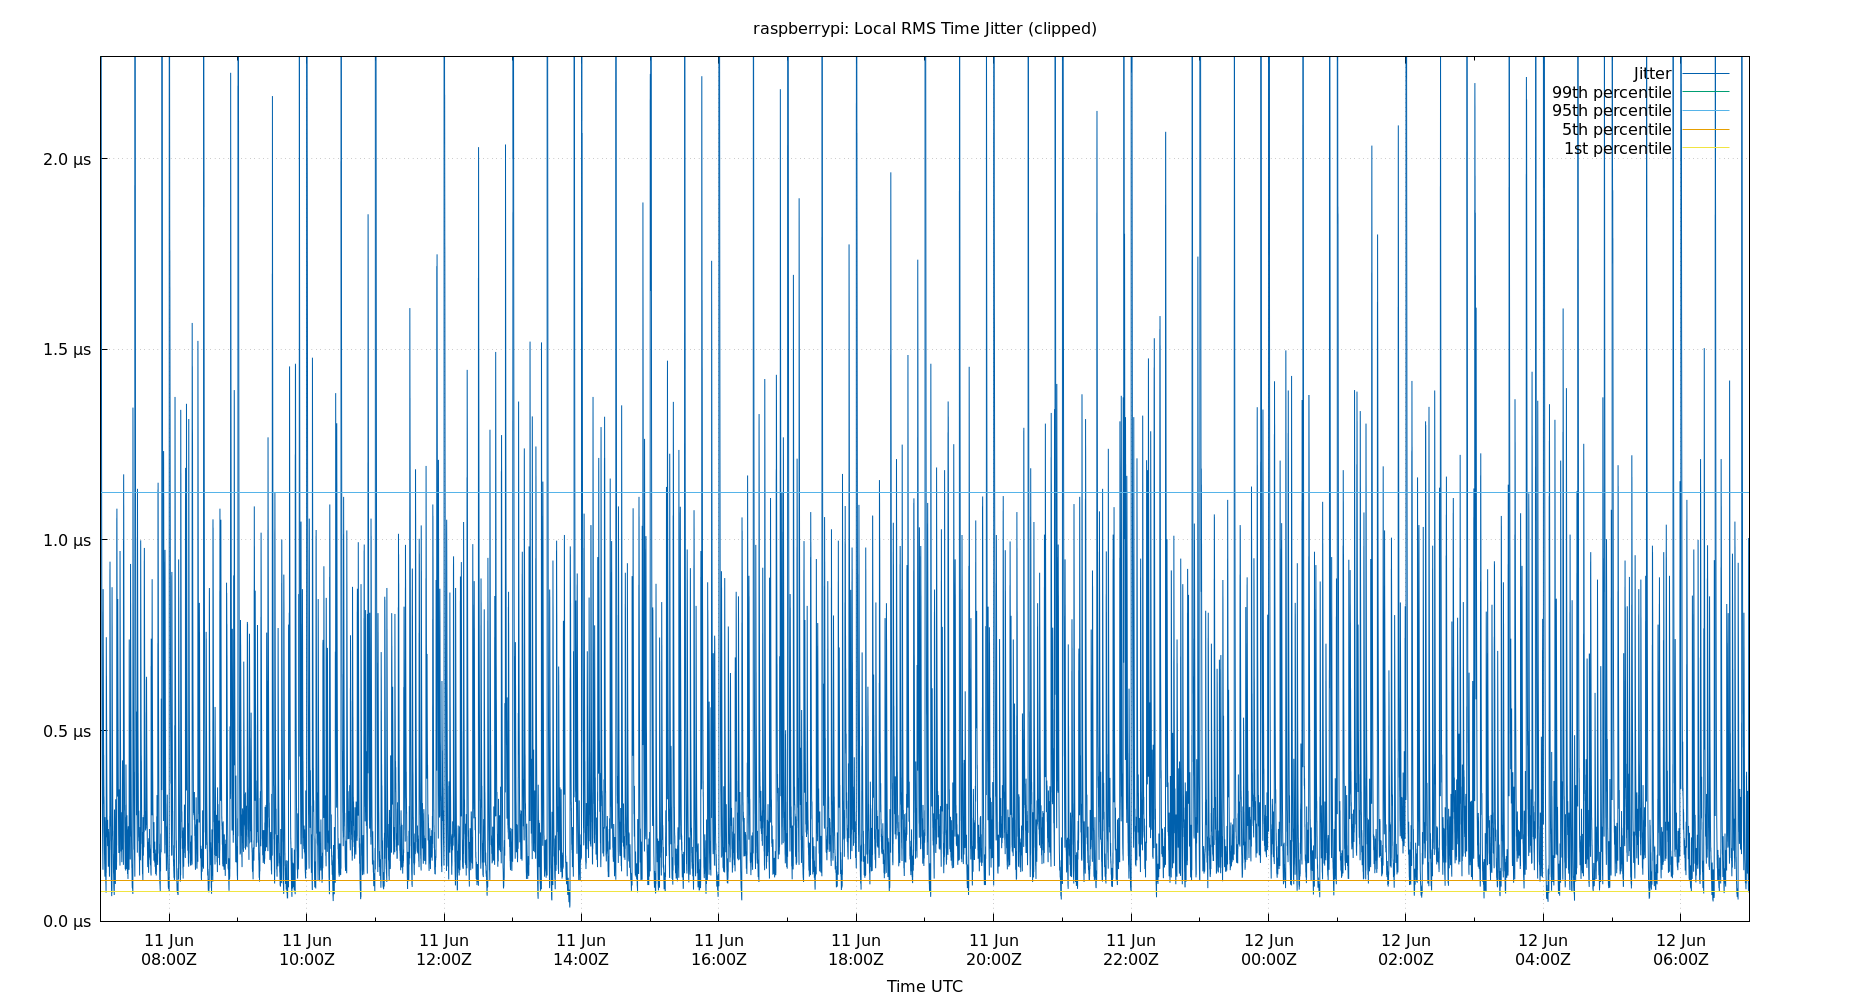 raspberrypi: Local RMS Time Jitter (clipped)
Jitter
99th percentile
95th percentile
5th percentile
1st percentile
2.0 µs
1.5 µs
1.0 µs
0.5 µs
0.0 µs
11 Jun 11 Jun 11 Jun 11 Jun 11 Jun 11 Jun 11 Jun 11 Jun 12 Jun 12 Jun 12 Jun 12 Jun
08:00Z 10:00Z 12:00Z 14:00Z 16:00Z 18:00Z 20:00Z 22:00Z 00:00Z 02:00Z 04:00Z 06:00Z
Time UTC